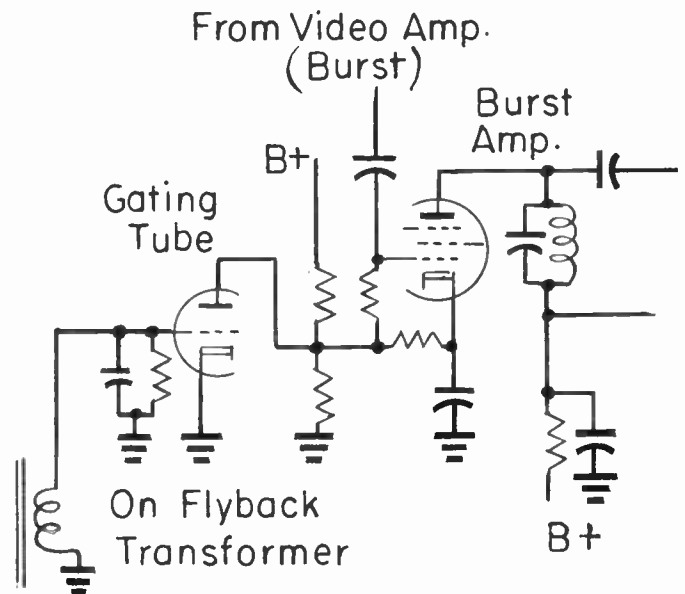 From Video Amp.
(Burst)
Burst
Amp.
B+
Gating
Tube
On Flyback
Transformer
B+